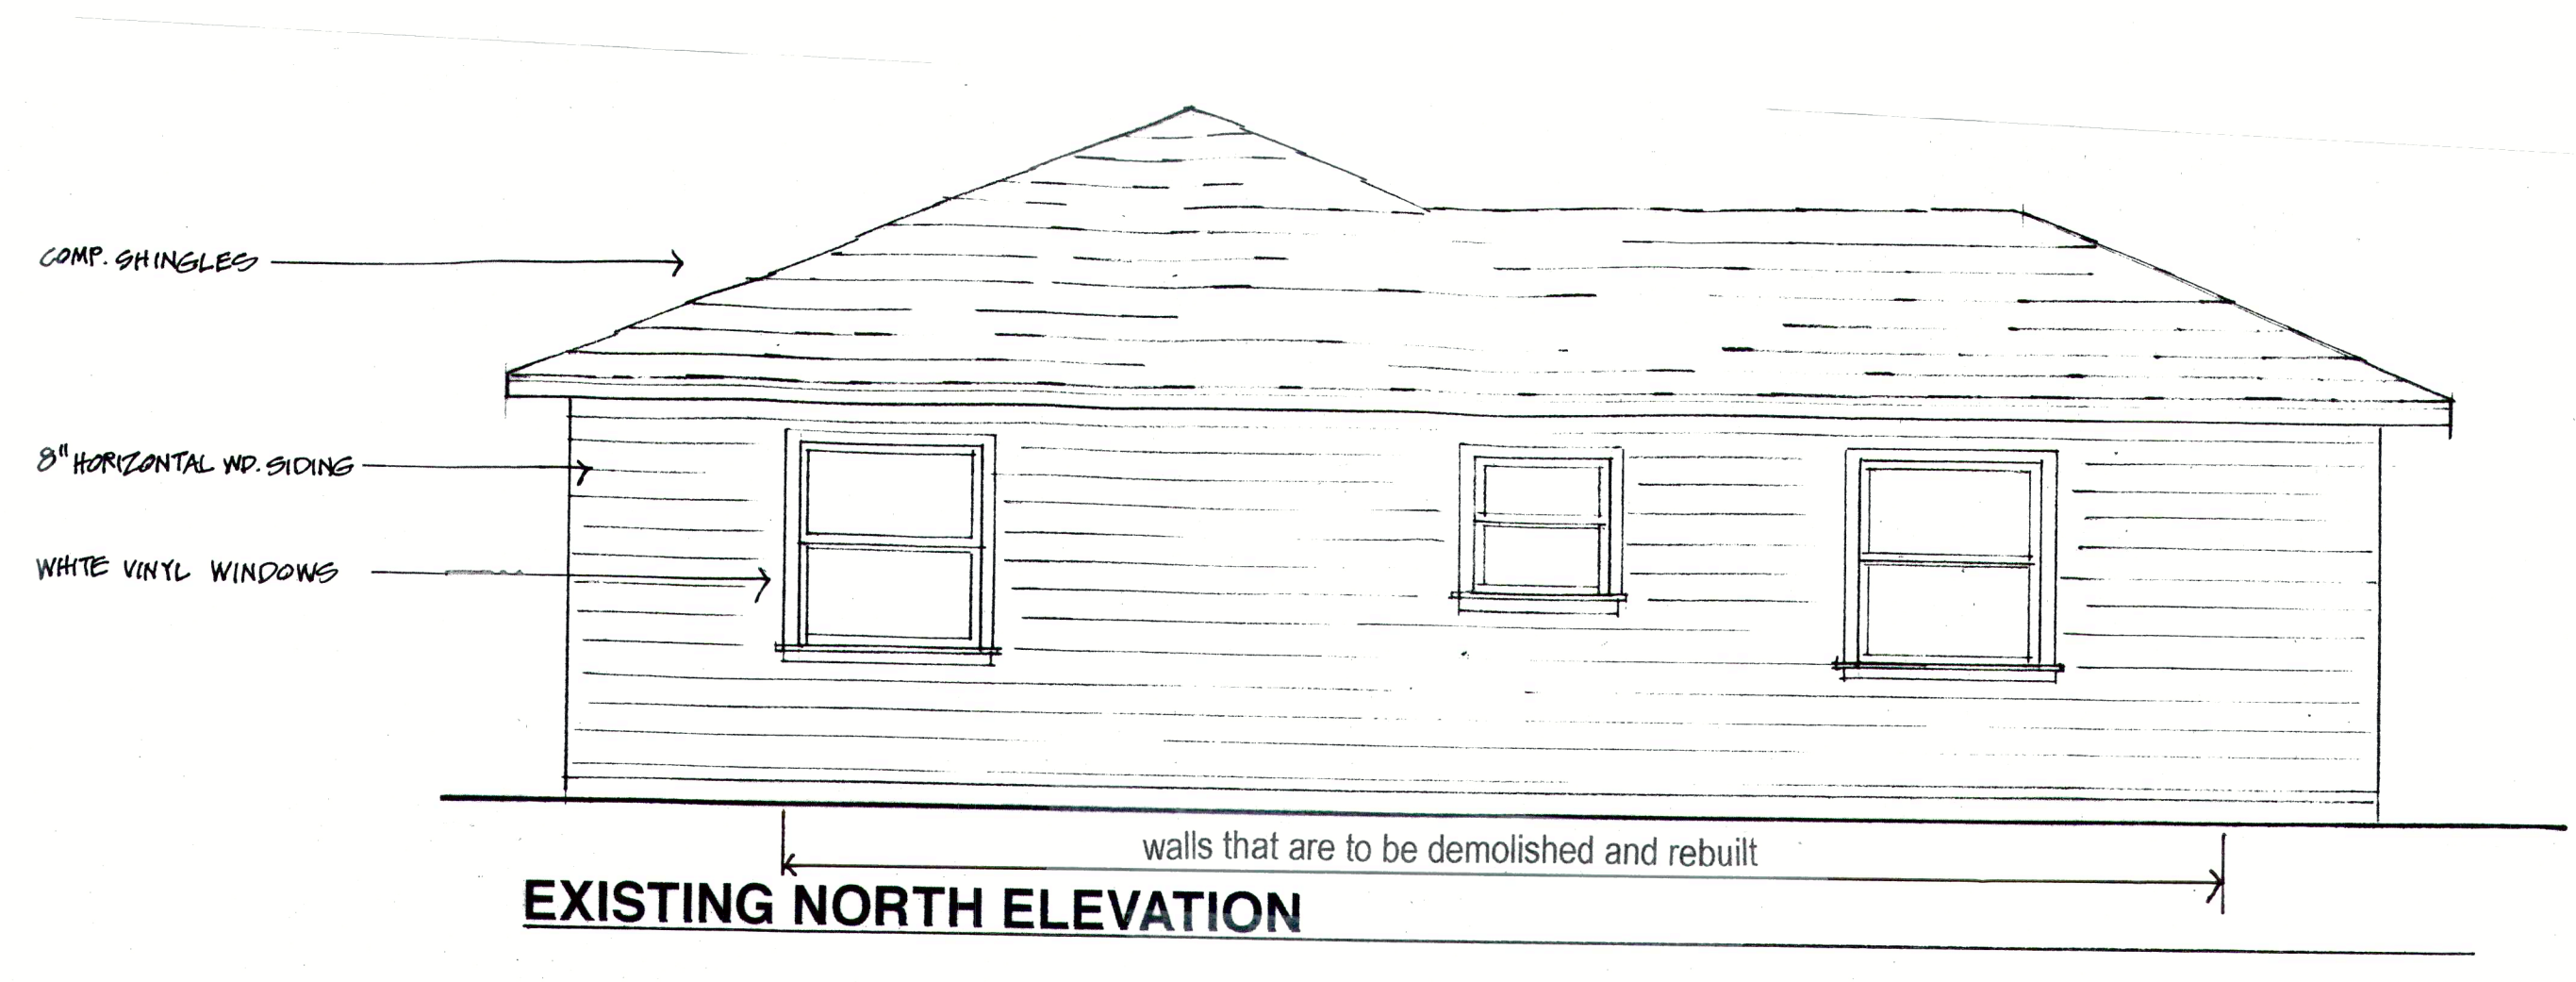 COMP. SHINGLES
8" HORIZONTAL WD. SIDING
WHITE VINYL WINDOWS
walls that are to be demolished and rebuilt
EXISTING NORTH ELEVATION